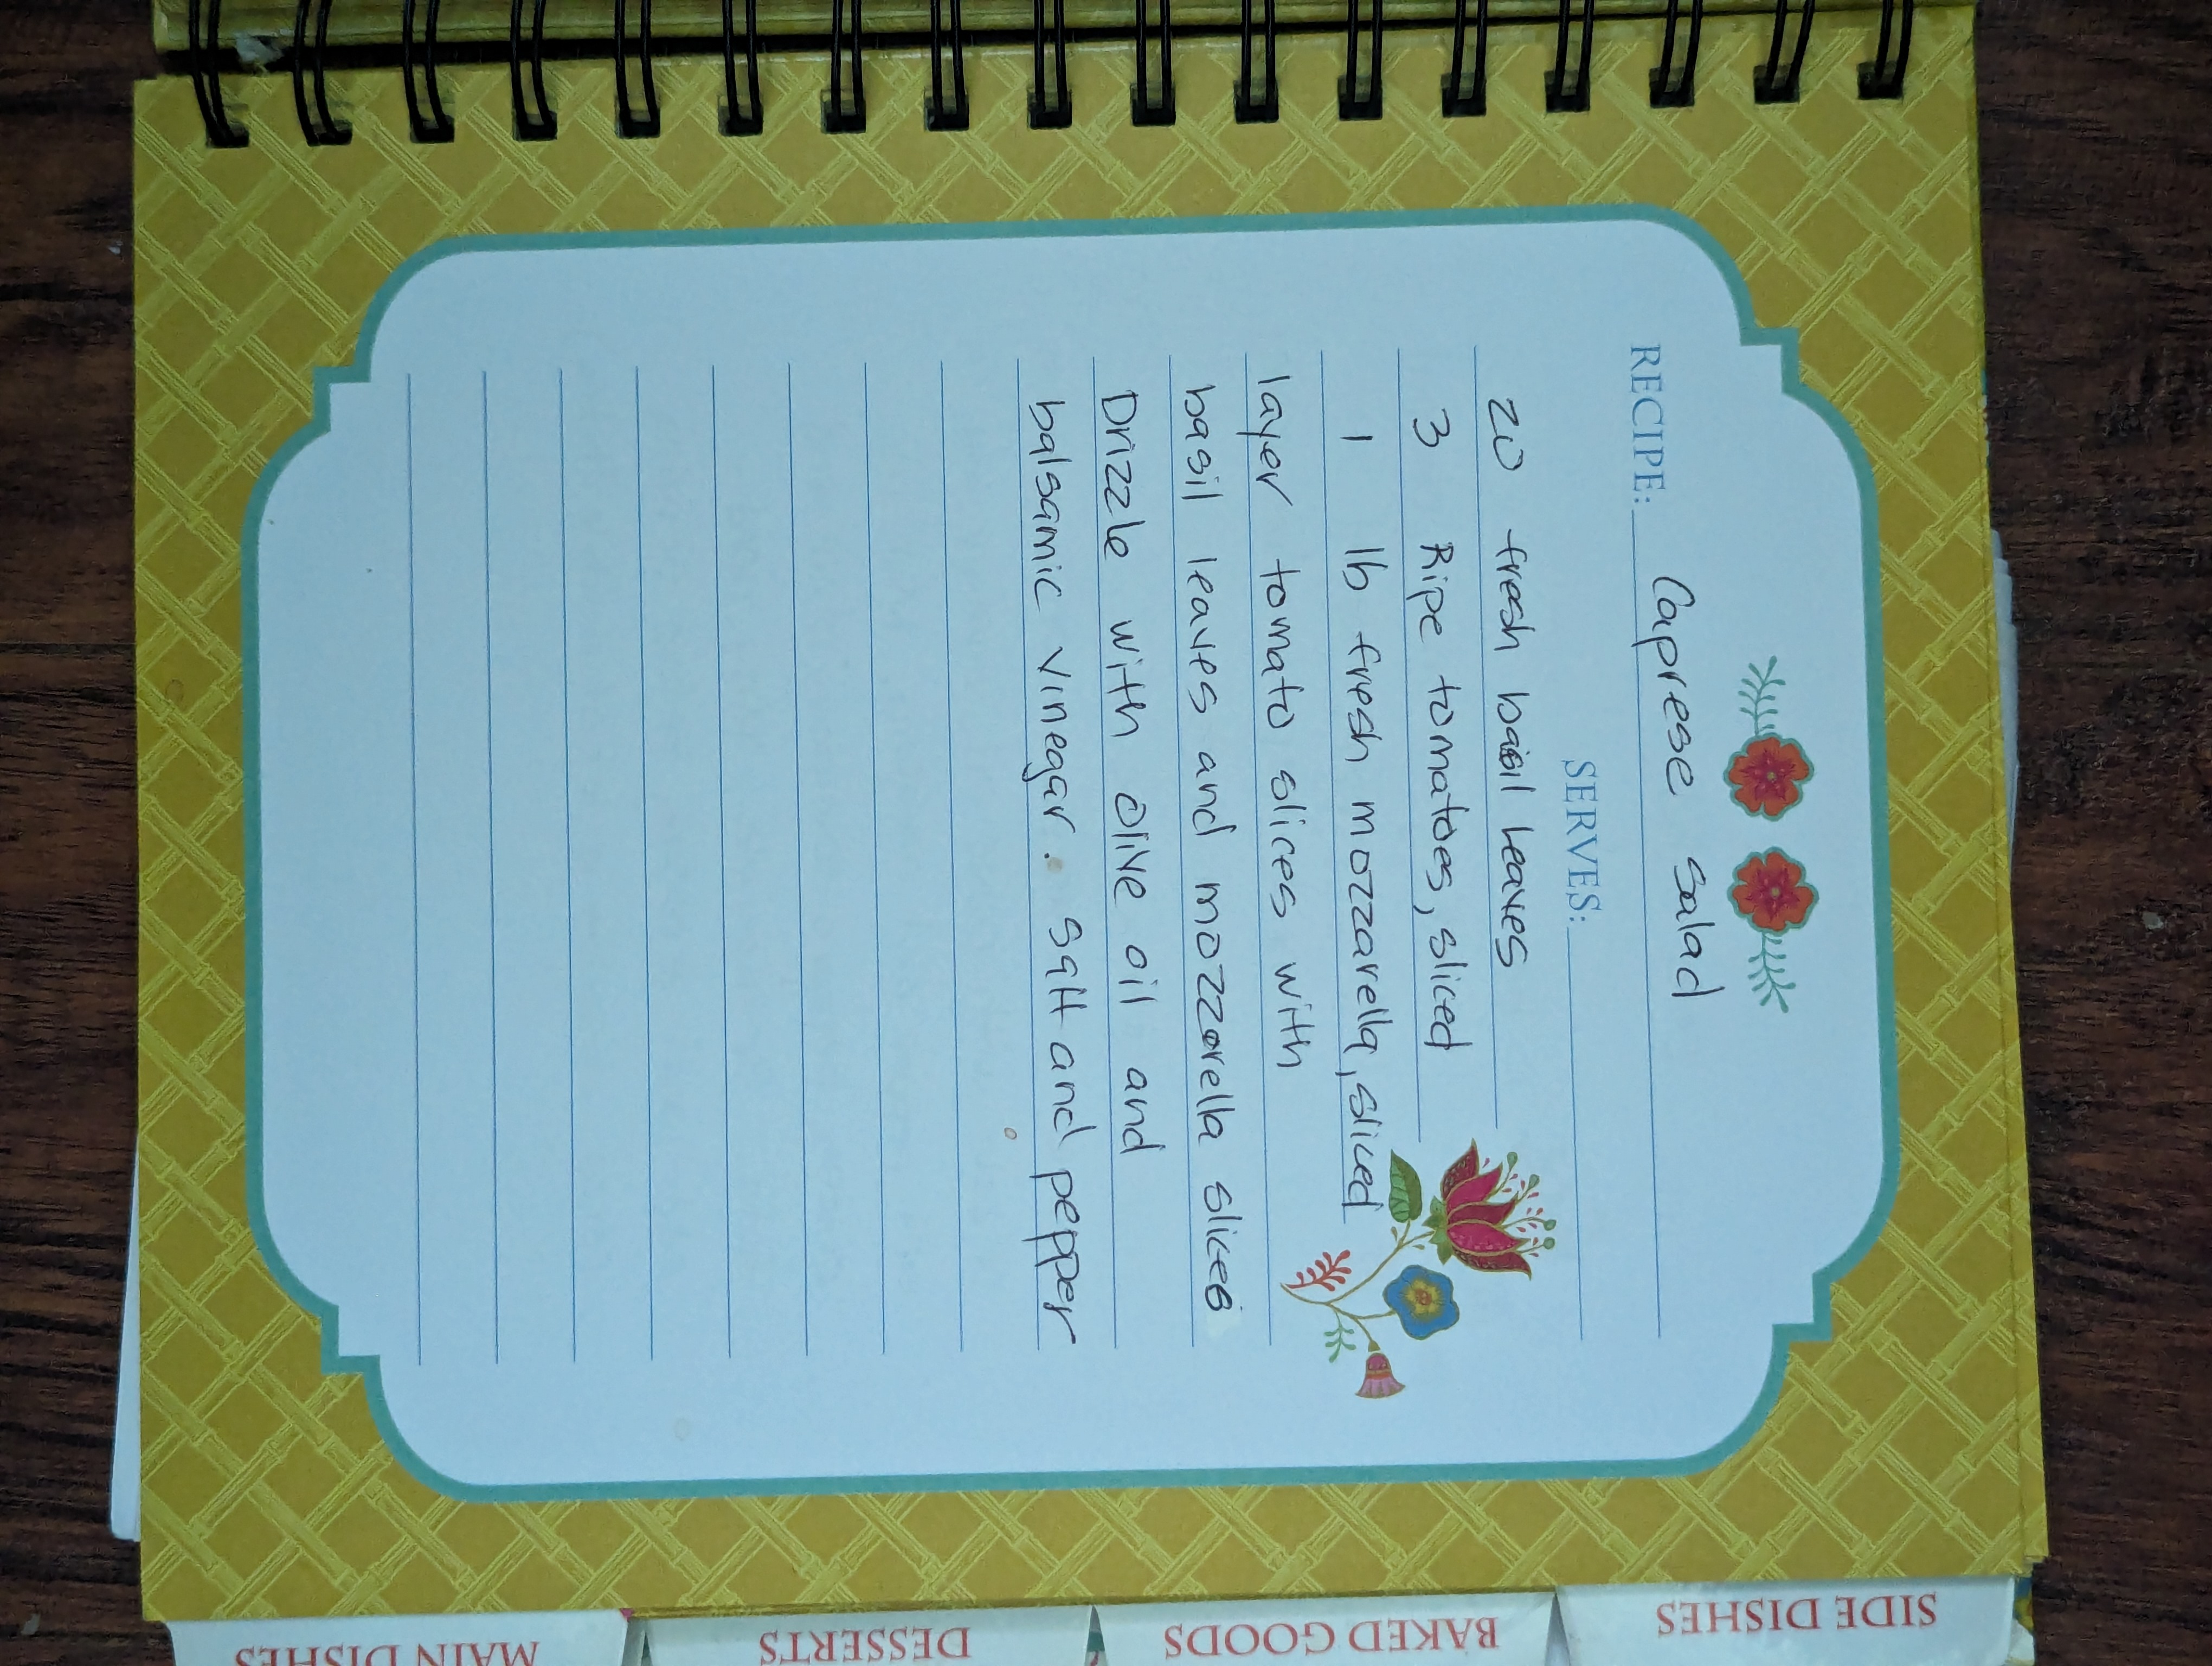 RECIPE: Caprese Salad
SERVES:
20 fresh basil leaves
3 Ripe tomatoes, sliced
1 lb fresh mozzarella, sliced
layer tomato slices with
basil leaves and mozzerella slices
Drizzle with olive oil and
balsamic vinegar. Salt and pepper
SIDE DISHES
BAKED GOODS
DESSERTS
MAIN DISHES